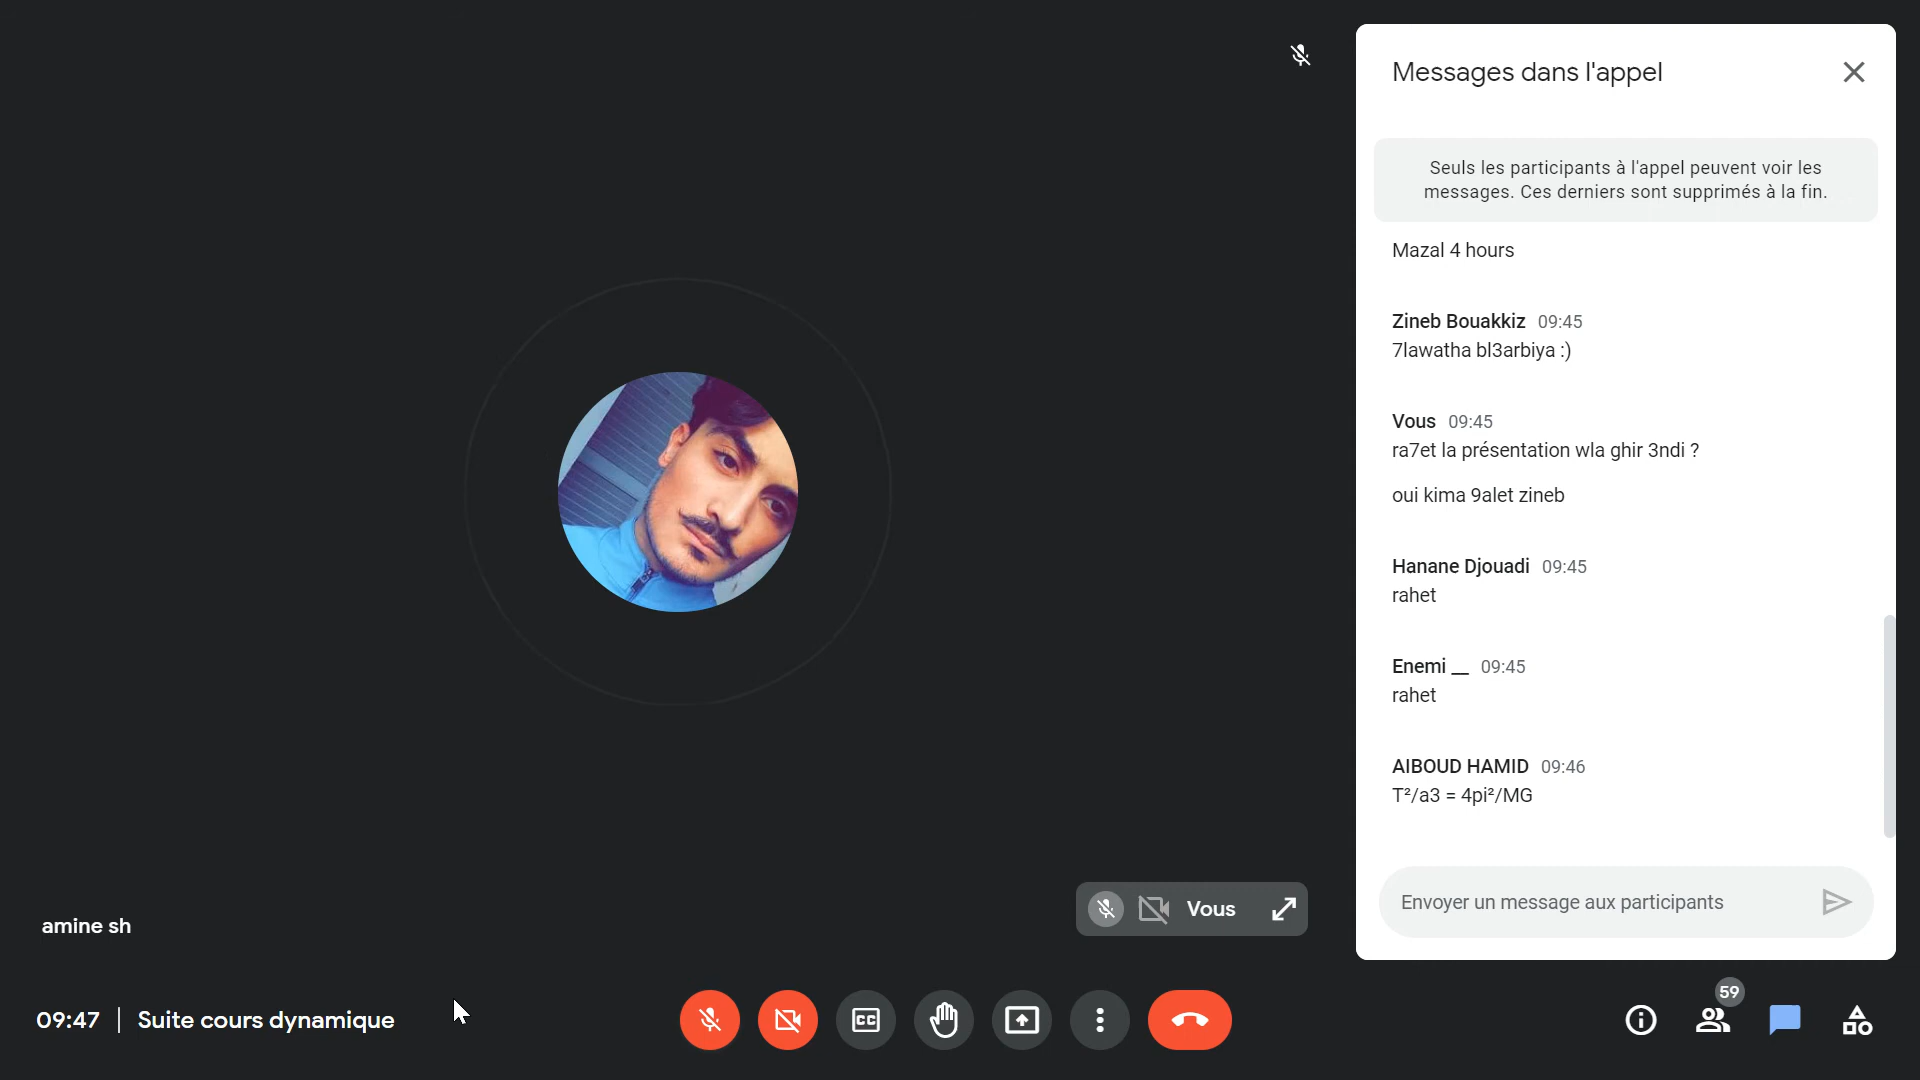 Messages dans l'appel
Seuls les participants à l'appel peuvent voir les
messages. Ces derniers sont supprimés à la fin.
Mazal 4 hours
Zineb Bouakkiz 09:45
7lawatha bl3arbiya :)
Vous 09:45
ra7et la présentation wla ghir 3ndi ?
oui kima 9alet zineb
Hanane Djouadi 09:45
rahet
Enemi __ 09:45
rahet
AIBOUD HAMID 09:46
T²/a3 = 4pi²/MG
Envoyer un message aux participants
Vous
amine sh
09:47 | Suite cours dynamique
CC
59